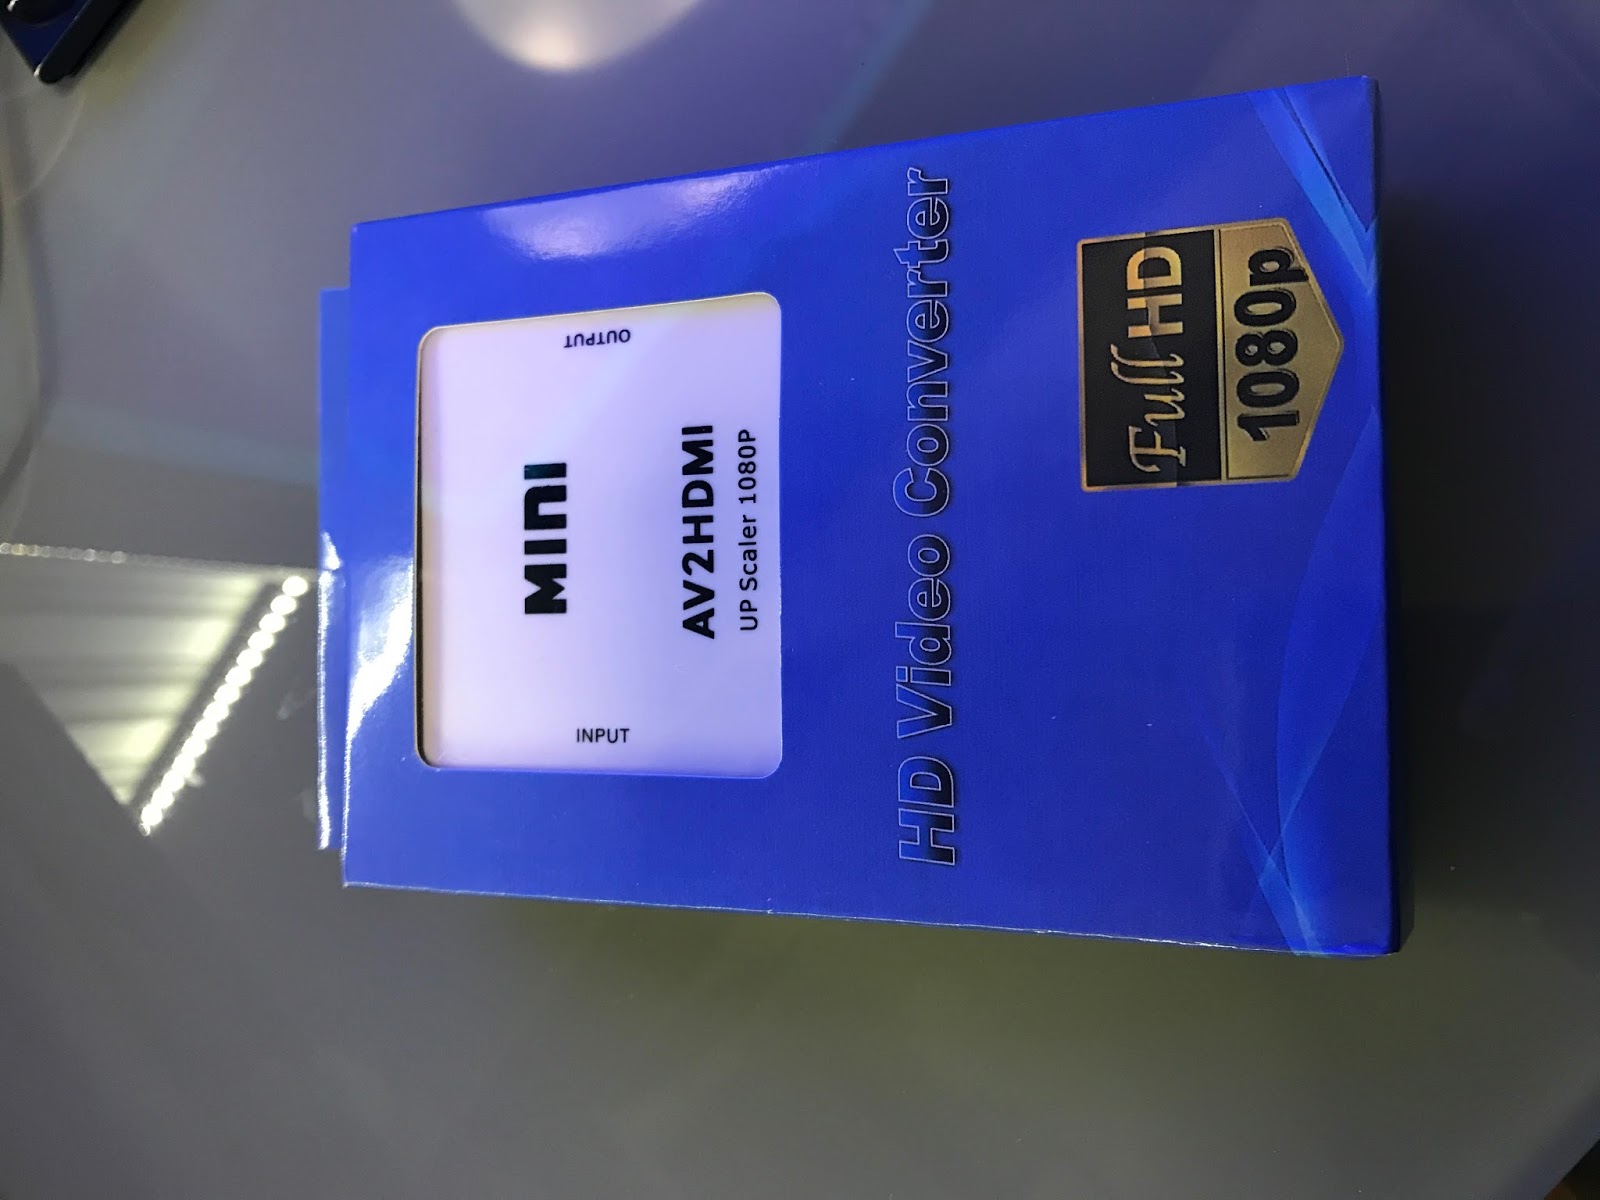 OUTPUT
MINI
INPUT
AV2HDMI
UP Scaler 1080P
HD Video Converter
Full HD
1080p